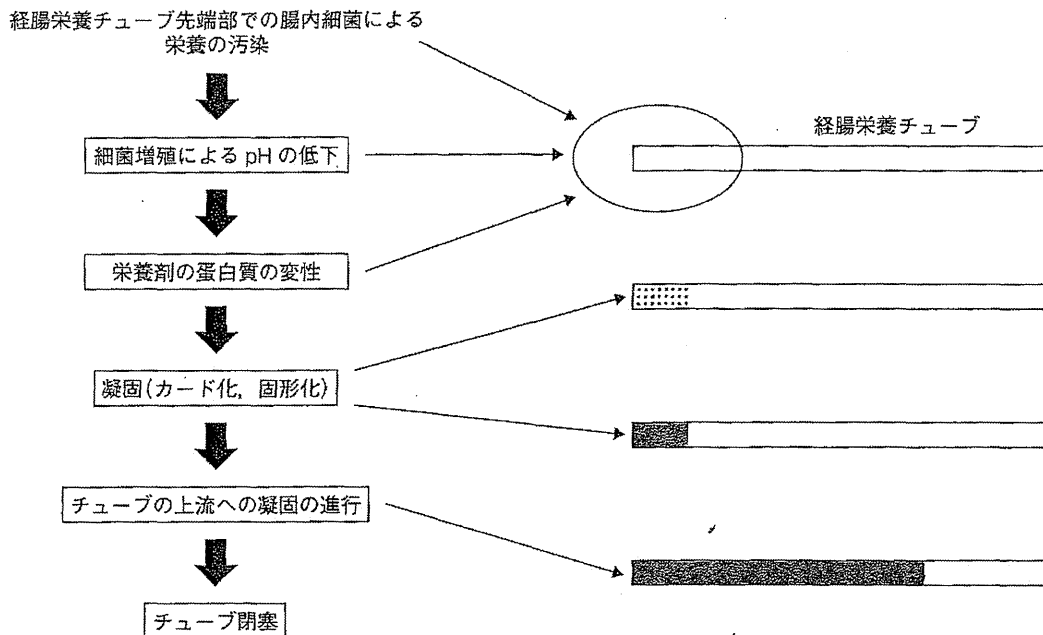 経腸栄養チューブ先端部での腸内細菌による
栄養の汚染
細菌増殖による pH の低下
経腸栄養チューブ
栄養剤の蛋白質の変性
凝固(カード化，固形化)
チューブの上流への凝固の進行
チューブ閉塞